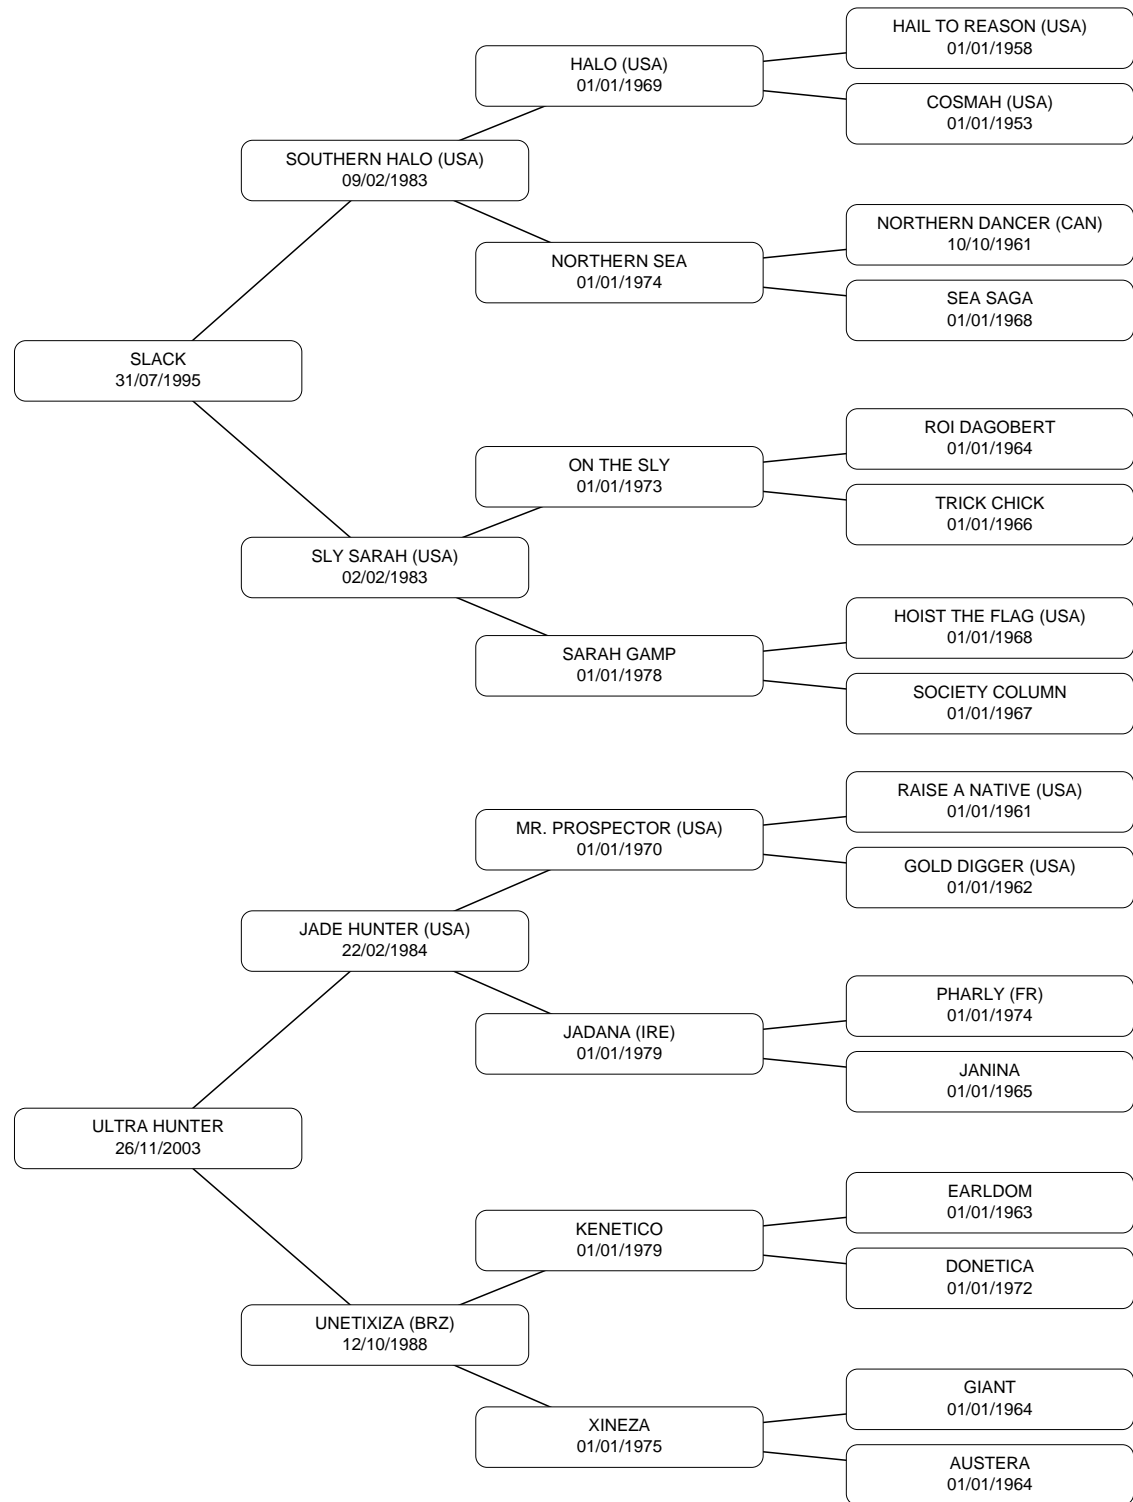 HAIL TO REASON (USA)
01/01/1958
HALO (USA)
01/01/1969
COSMAH (USA)
01/01/1953
SOUTHERN HALO (USA)
09/02/1983
NORTHERN DANCER (CAN)
10/10/1961
NORTHERN SEA
01/01/1974
SEA SAGA
01/01/1968
SLACK
31/07/1995
ROI DAGOBERT
01/01/1964
ON THE SLY
01/01/1973
TRICK CHICK
01/01/1966
SLY SARAH (USA)
02/02/1983
HOIST THE FLAG (USA)
01/01/1968
SARAH GAMP
01/01/1978
SOCIETY COLUMN
01/01/1967
RAISE A NATIVE (USA)
01/01/1961
MR. PROSPECTOR (USA)
01/01/1970
GOLD DIGGER (USA)
01/01/1962
JADE HUNTER (USA)
22/02/1984
PHARLY (FR)
01/01/1974
JADANA (IRE)
01/01/1979
JANINA
01/01/1965
ULTRA HUNTER
26/11/2003
EARLDOM
01/01/1963
KENETICO
01/01/1979
DONETICA
01/01/1972
UNETIXIZA (BRZ)
12/10/1988
GIANT
01/01/1964
XINEZA
01/01/1975
AUSTERA
01/01/1964